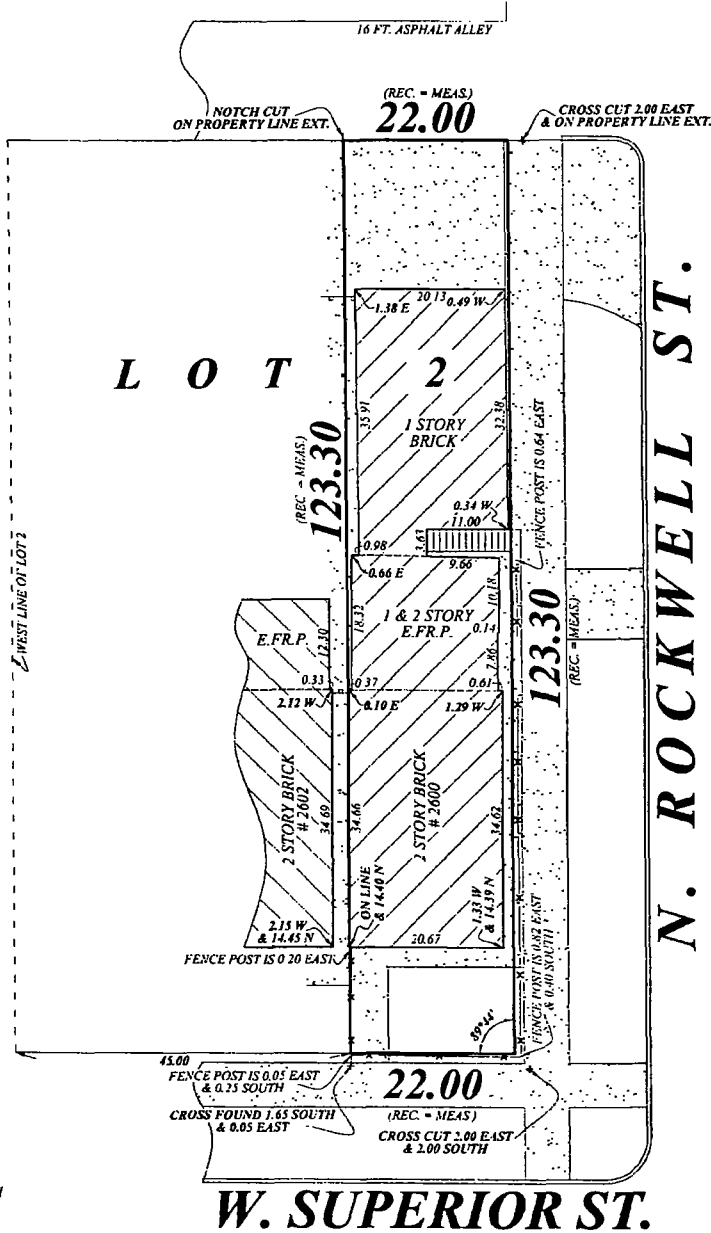 16 FT. ASPHALT ALLEY
(REC. = MEAS.)
22.00
NOTCH CUT
ON PROPERTY LINE EXT.
CROSS CUT 2.00 EAST
& ON PROPERTY LINE EXT.
1.38 E
20.13
0.49 W
LOT 2
35.91
1 STORY
BRICK
32.38
(REC. = MEAS.)
123.30
FENCE POST IS 0.64 EAST
0.34 W
11.00
3.63
0.98
9.66
0.66 E
WEST LINE OF LOT 2
E.FR.P.
12.30
18.32
1 & 2 STORY
E.FR.P.
10.18
0.14
7.86
123.30
(REC. = MEAS.)
0.33
0.37
0.61
2.12 W
0.10 E
1.29 W
2 STORY BRICK
# 2602
34.69
34.66
2 STORY BRICK
# 2600
34.62
ON LINE
& 14.40 N
1.33 W
& 14.39 N
2.15 W
& 14.45 N
20.67
FENCE POST IS 0.20 EAST
FENCE POST IS 0.82 EAST
& 0.40 SOUTH
89°44'
45.00
FENCE POST IS 0.05 EAST
& 0.25 SOUTH
22.00
(REC. = MEAS.)
CROSS FOUND 1.65 SOUTH
& 0.05 EAST
CROSS CUT 2.00 EAST
& 2.00 SOUTH
N. ROCKWELL ST.
W. SUPERIOR ST.